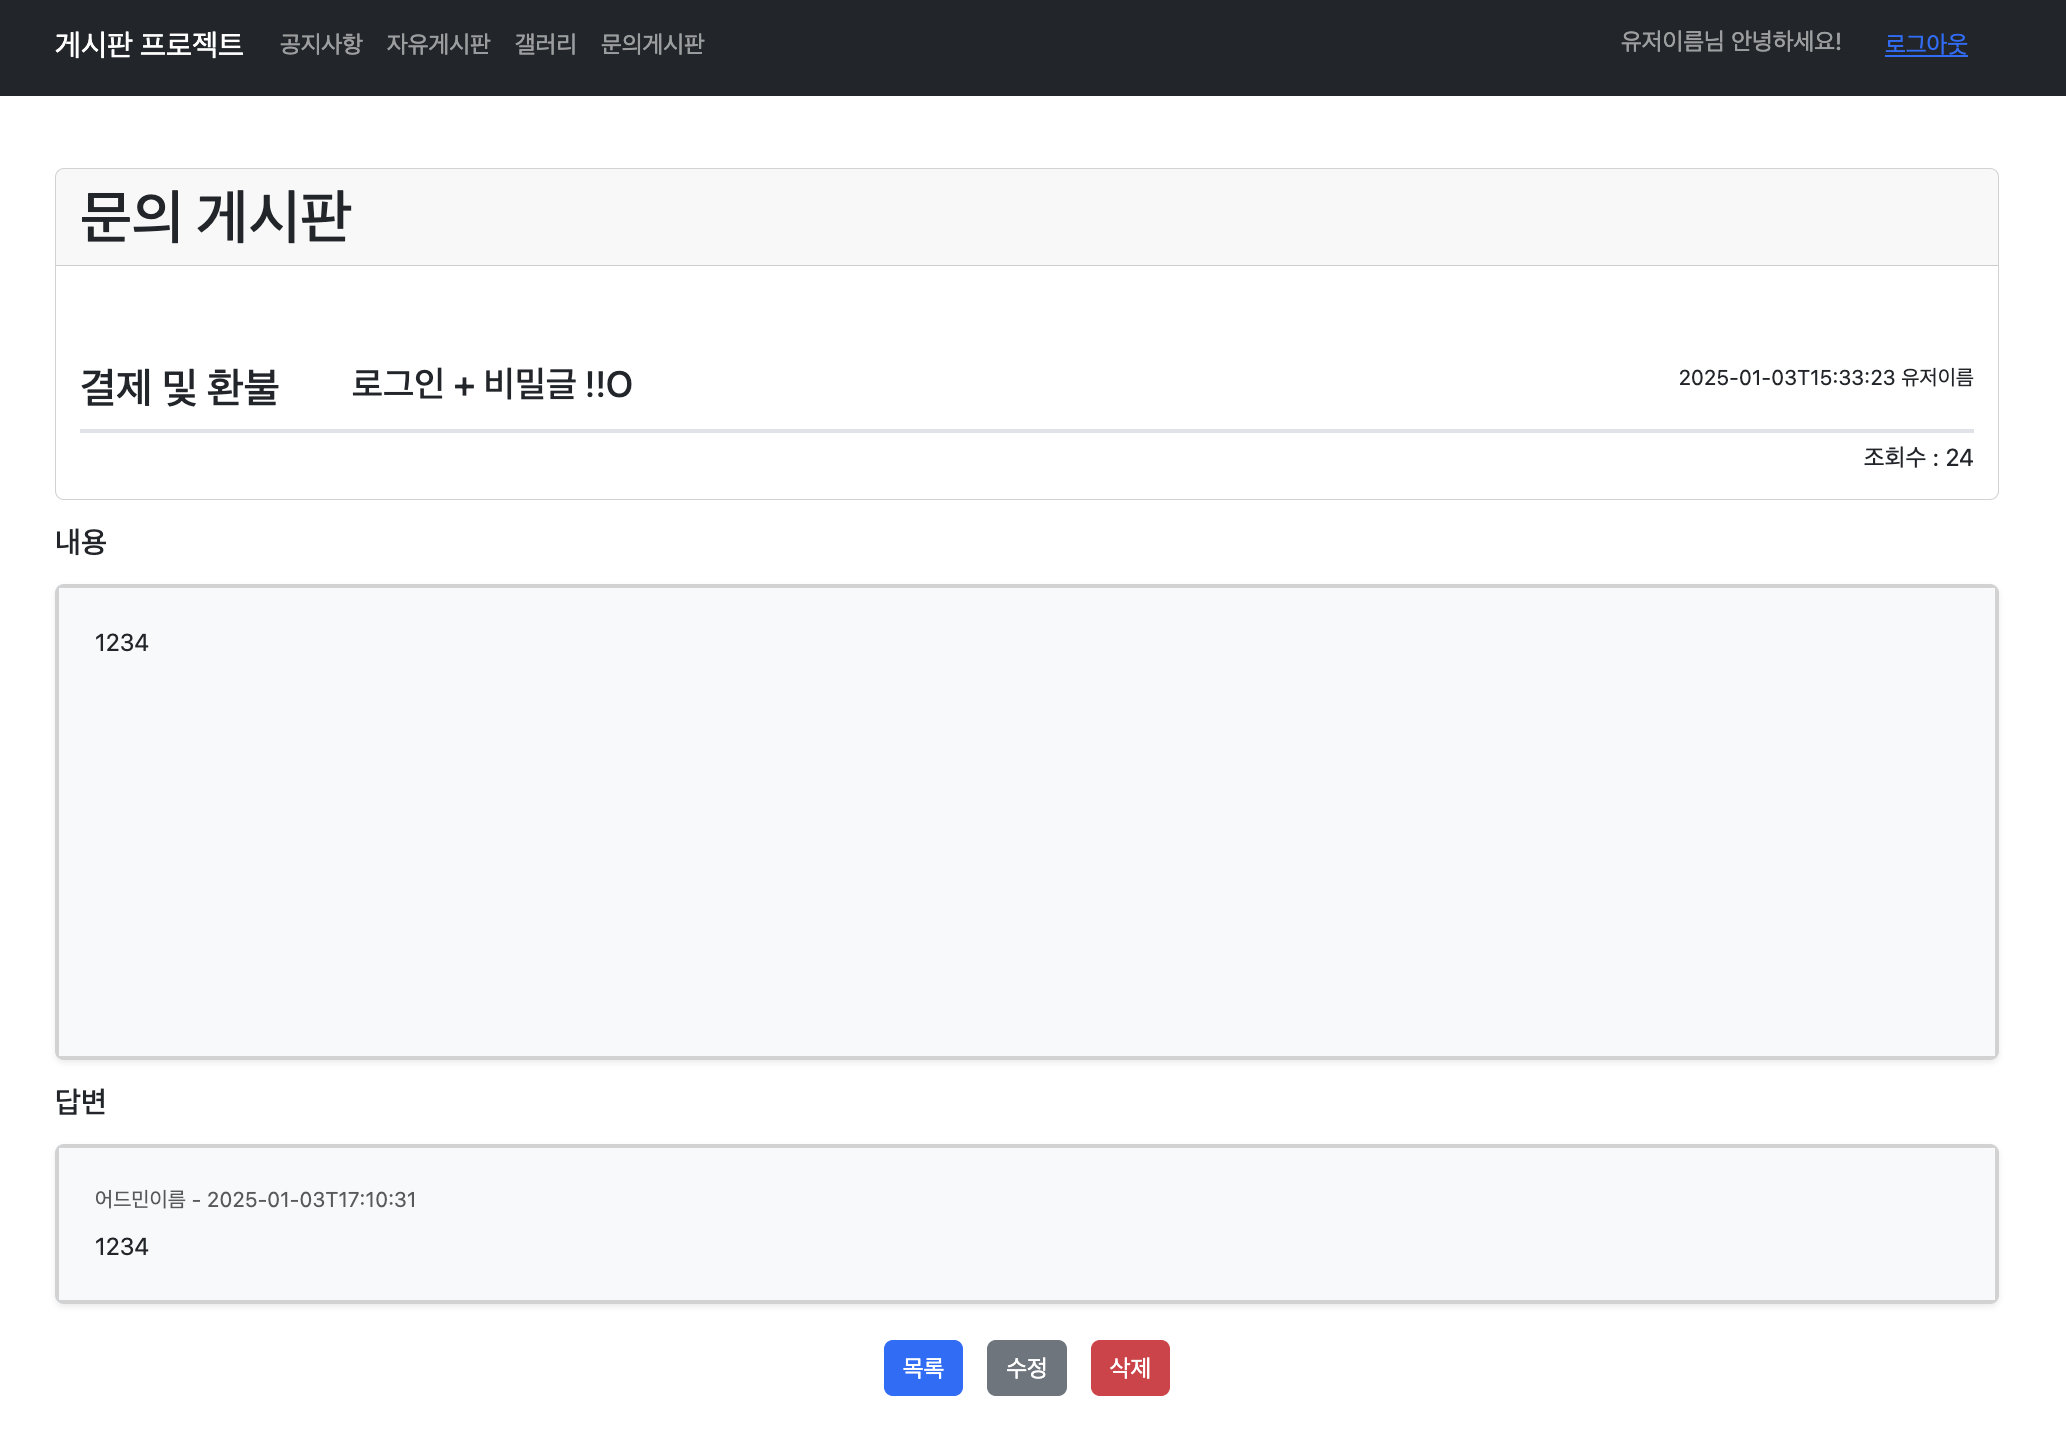 게시판 프로젝트 공지사항 자유게시판 갤러리 문의게시판 유저이름님 안녕하세요! 로그아웃
문의 게시판
결제 및 환불 로그인 + 비밀글 !!O 2025-01-03T15:33:23 유저이름
조회수 : 24
내용
1234
답변
어드민이름 - 2025-01-03T17:10:31
1234
목록 수정 삭제